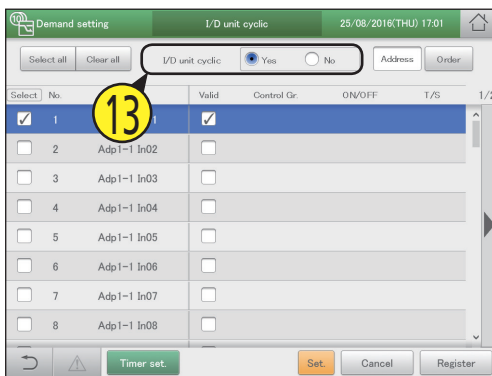 Demand setting I/D unit cyclic 25/08/2016(THU) 17:01
Select all Clear all I/D unit cyclic Yes No Address Order
Select No. Valid Control Gr. ON/OFF T/S 1/2
1 1
2 Adp1-1 In02
3 Adp1-1 In03
4 Adp1-1 In04
5 Adp1-1 In05
6 Adp1-1 In06
7 Adp1-1 In07
8 Adp1-1 In08
13
Timer set. Set. Cancel Register